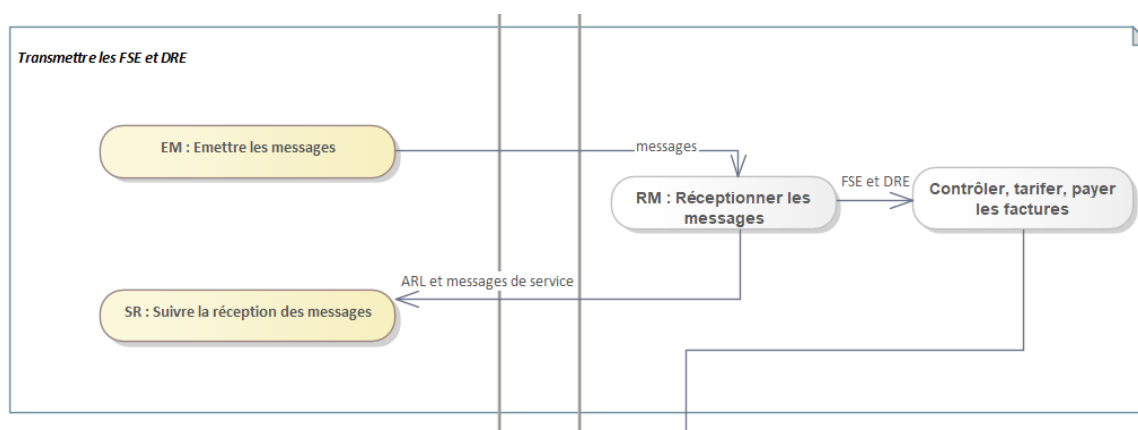 Transmettre les FSE et DRE
EM : Emettre les messages
messages
FSE et DRE
RM : Réceptionner les
messages
Contrôler, tarifer, payer
les factures
ARL et messages de service
SR : Suivre la réception des messages